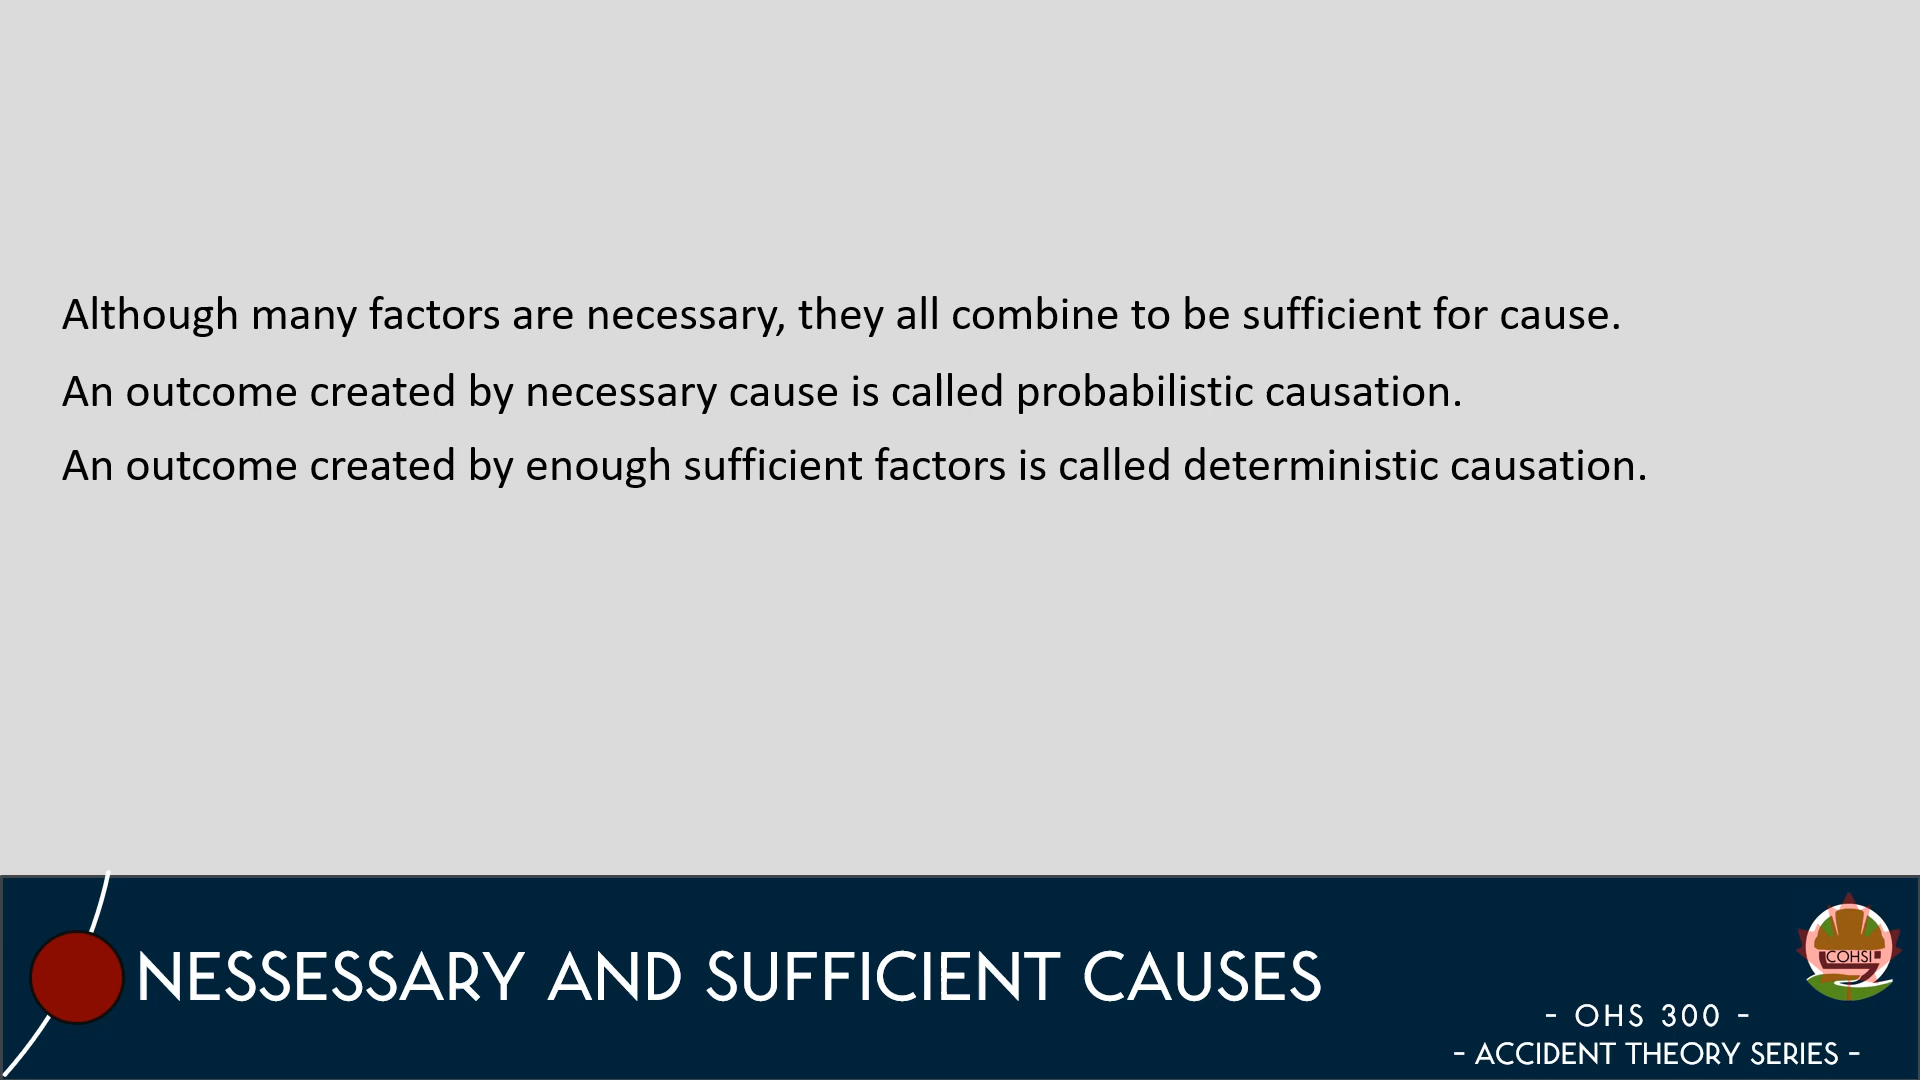 Although many factors are necessary, they all combine to be sufficient for cause.
An outcome created by necessary cause is called probabilistic causation.
An outcome created by enough sufficient factors is called deterministic causation.
NESSESSARY AND SUFFICIENT CAUSES
COHSI
- OHS 300 -
- ACCIDENT THEORY SERIES -